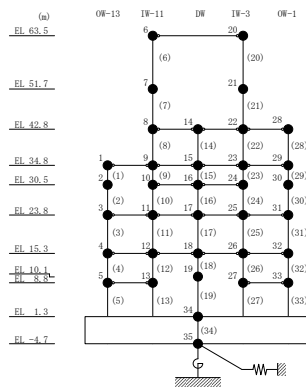 (m) OW-13 IW-11 DW IW-3 OW-1
EL 63.5 6 20
(6) (20)
EL 51.7 7 21
(7) (21)
EL 42.8 8 14 22 28
(8) (14) (22) (28)
EL 34.8 1 9 15 23 29
(1) (9) (15) (23) (29)
EL 30.5 2 10 16 24 30
(2) (10) (16) (24) (30)
EL 23.8 3 11 17 25 31
(3) (11) (17) (25) (31)
EL 15.3 4 12 18 26 32
(4) (12) (18) (26) (32)
EL 10.1 19
EL 8.8 5 13 27 33
(5) (13) (19) (27) (33)
EL 1.3 34
(34)
EL -4.7 35